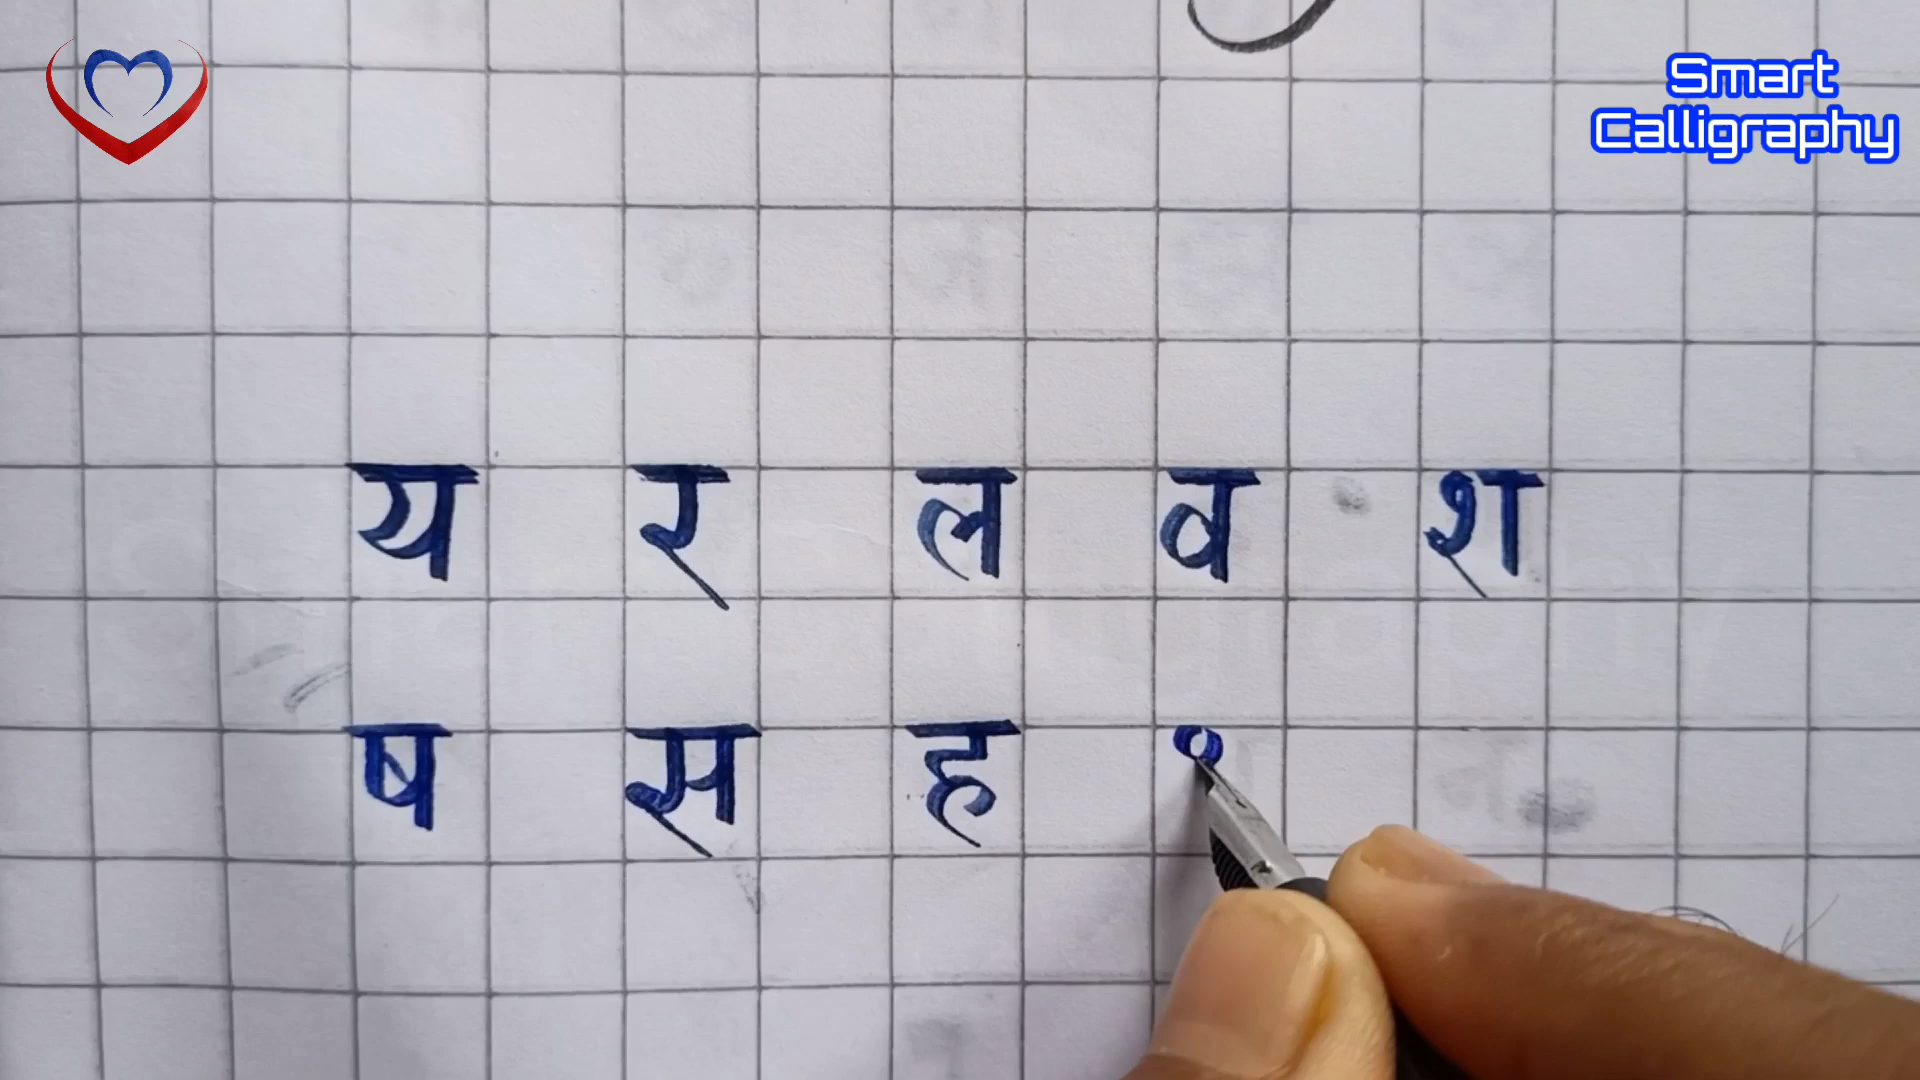 Smart
Calligraphy
य र ल व श
ष स ह